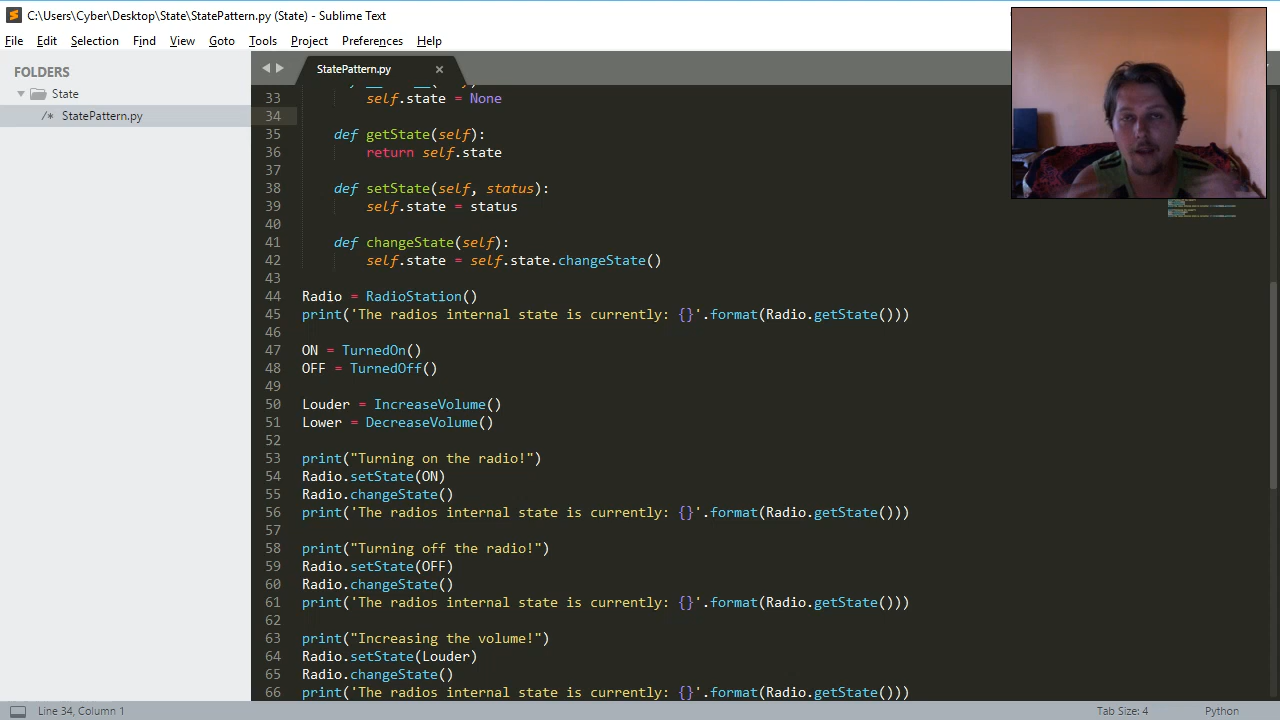 C:\Users\Cyber\Desktop\State\StatePattern.py (State) - Sublime Text
File Edit Selection Find View Goto Tools Project Preferences Help
FOLDERS
State
/* StatePattern.py
StatePattern.py ×
33 self.state = None
34
35 def getState(self):
36 return self.state
37
38 def setState(self, status):
39 self.state = status
40
41 def changeState(self):
42 self.state = self.state.changeState()
43
44 Radio = RadioStation()
45 print('The radios internal state is currently: {}'.format(Radio.getState()))
46
47 ON = TurnedOn()
48 OFF = TurnedOff()
49
50 Louder = IncreaseVolume()
51 Lower = DecreaseVolume()
52
53 print("Turning on the radio!")
54 Radio.setState(ON)
55 Radio.changeState()
56 print('The radios internal state is currently: {}'.format(Radio.getState()))
57
58 print("Turning off the radio!")
59 Radio.setState(OFF)
60 Radio.changeState()
61 print('The radios internal state is currently: {}'.format(Radio.getState()))
62
63 print("Increasing the volume!")
64 Radio.setState(Louder)
65 Radio.changeState()
66 print('The radios internal state is currently: {}'.format(Radio.getState()))
Line 34, Column 1
Tab Size: 4
Python